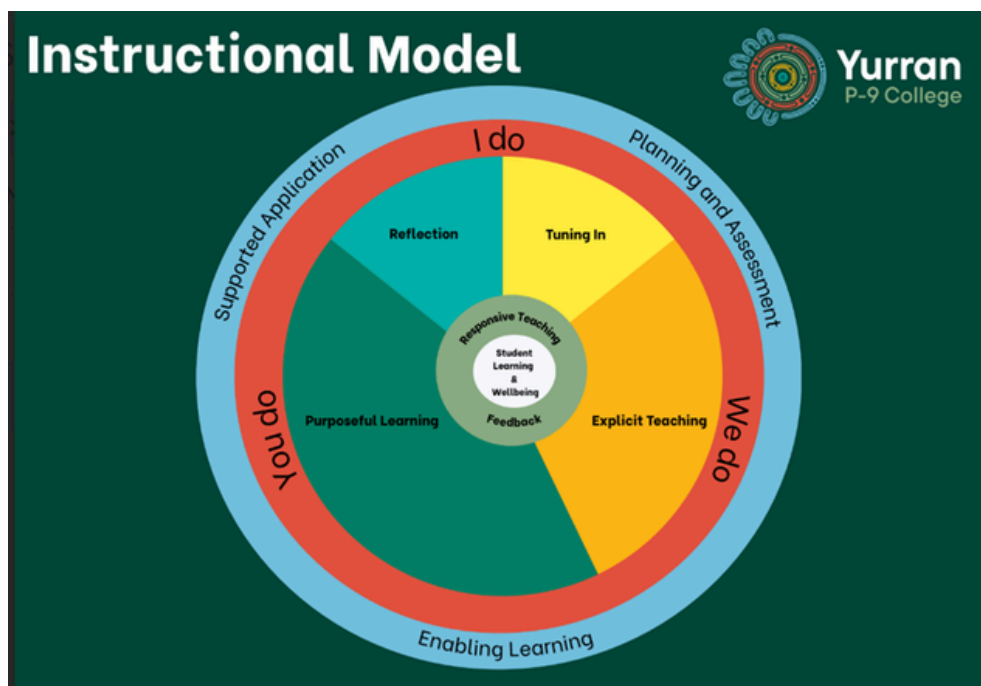 Instructional Model
Yurran
P-9 College
I do
Planning and Assessment
Supported Application
Reflection
Tuning In
Responsive Teaching
Student
Learning
&
Wellbeing
Feedback
Purposeful Learning
Explicit Teaching
You do
We do
Enabling Learning